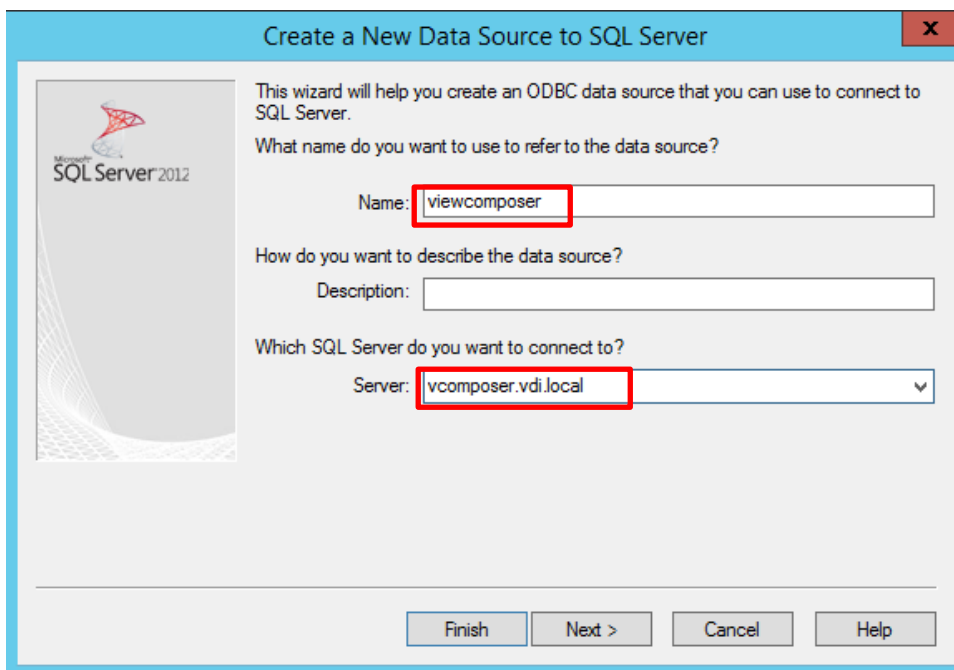 Create a New Data Source to SQL Server
x
This wizard will help you create an ODBC data source that you can use to connect to
SQL Server.
What name do you want to use to refer to the data source?
Microsoft
SQL Server 2012
Name: viewcomposer
How do you want to describe the data source?
Description:
Which SQL Server do you want to connect to?
Server: vcomposer.vdi.local
Finish Next > Cancel Help